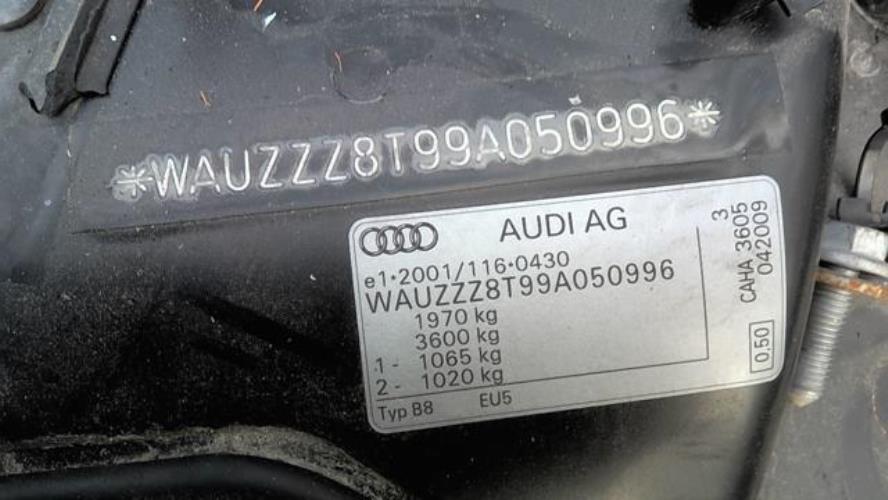 *WAUZZZ8T99A050996*
AUDI AG
e1*2001/116*0430
WAUZZZ8T99A050996
1970 kg
3600 kg
1 - 1065 kg
2 - 1020 kg
Typ B8 EU5
3
CAHA 3605
042009
0,50